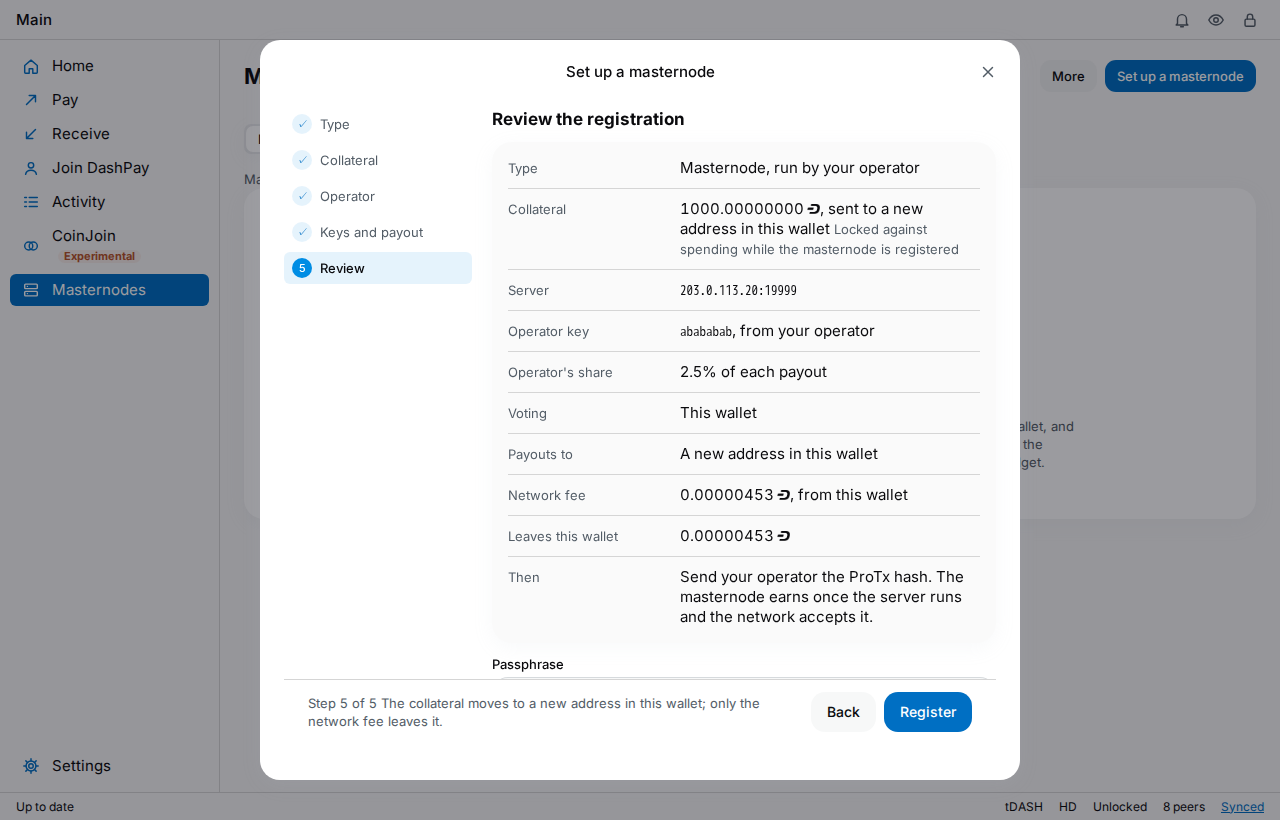 Main
Home
Pay
Receive
Join DashPay
Activity
CoinJoin
Experimental
Masternodes
Settings
More
Set up a masternode
Set up a masternode
Type
Collateral
Operator
Keys and payout
5 Review
Review the registration
Type Masternode, run by your operator
Collateral 1000.00000000, sent to a new
address in this wallet Locked against
spending while the masternode is registered
Server 203.0.113.20:19999
Operator key abababab, from your operator
Operator's share 2.5% of each payout
Voting This wallet
Payouts to A new address in this wallet
Network fee 0.00000453, from this wallet
Leaves this wallet 0.00000453
Then Send your operator the ProTx hash. The
masternode earns once the server runs
and the network accepts it.
Passphrase
Step 5 of 5 The collateral moves to a new address in this wallet; only the
network fee leaves it.
Back
Register
and
the
Up to date
tDASH HD Unlocked 8 peers Synced